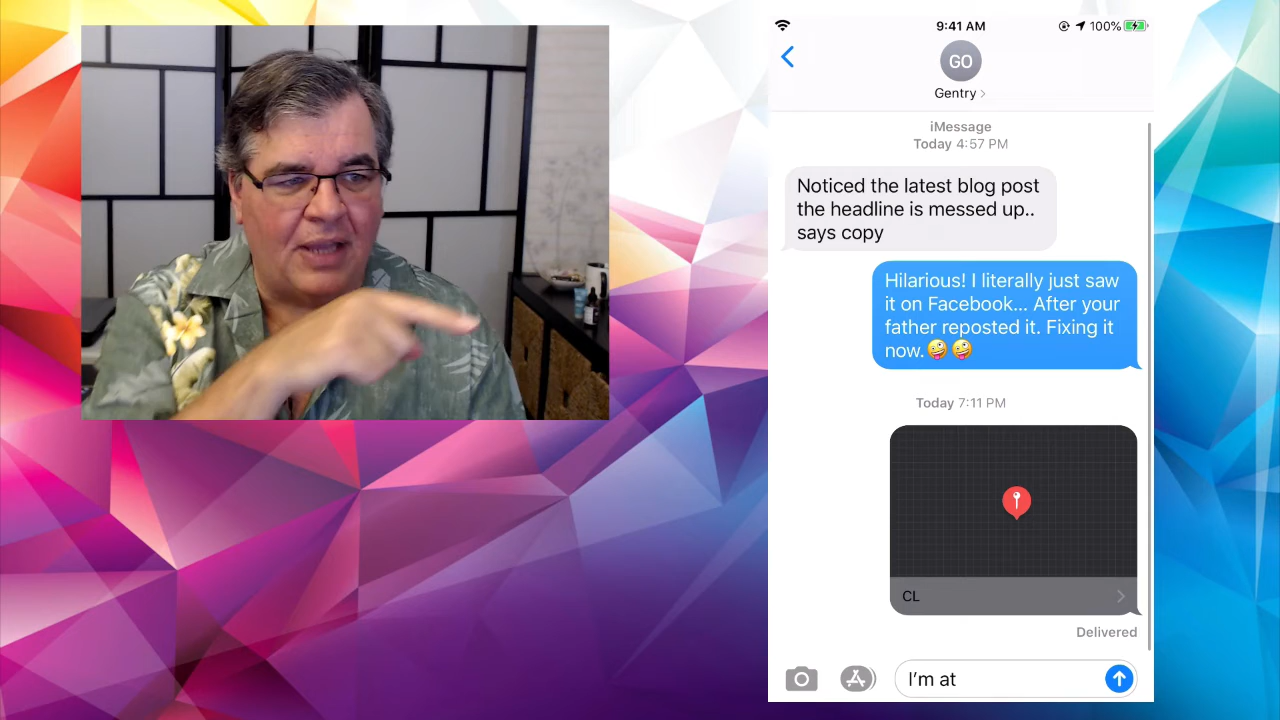 9:41 AM
100%
GO
Gentry
iMessage
Today 4:57 PM
Noticed the latest blog post
the headline is messed up..
says copy
Hilarious! I literally just saw
it on Facebook... After your
father reposted it. Fixing it
now.🤪🤪
Today 7:11 PM
CL
Delivered
I'm at